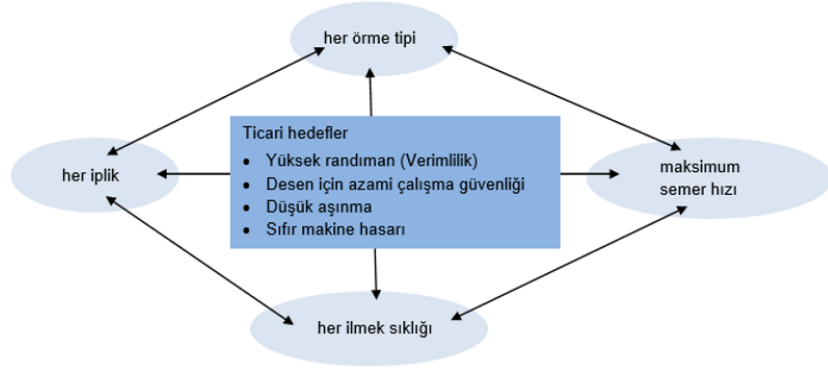 her örme tipi
Ticari hedefler
• Yüksek randıman (Verimlilik)
• Desen için azami çalışma güvenliği
• Düşük aşınma
• Sıfır makine hasarı
her iplik
maksimum
semer hızı
her ilmek sıklığı